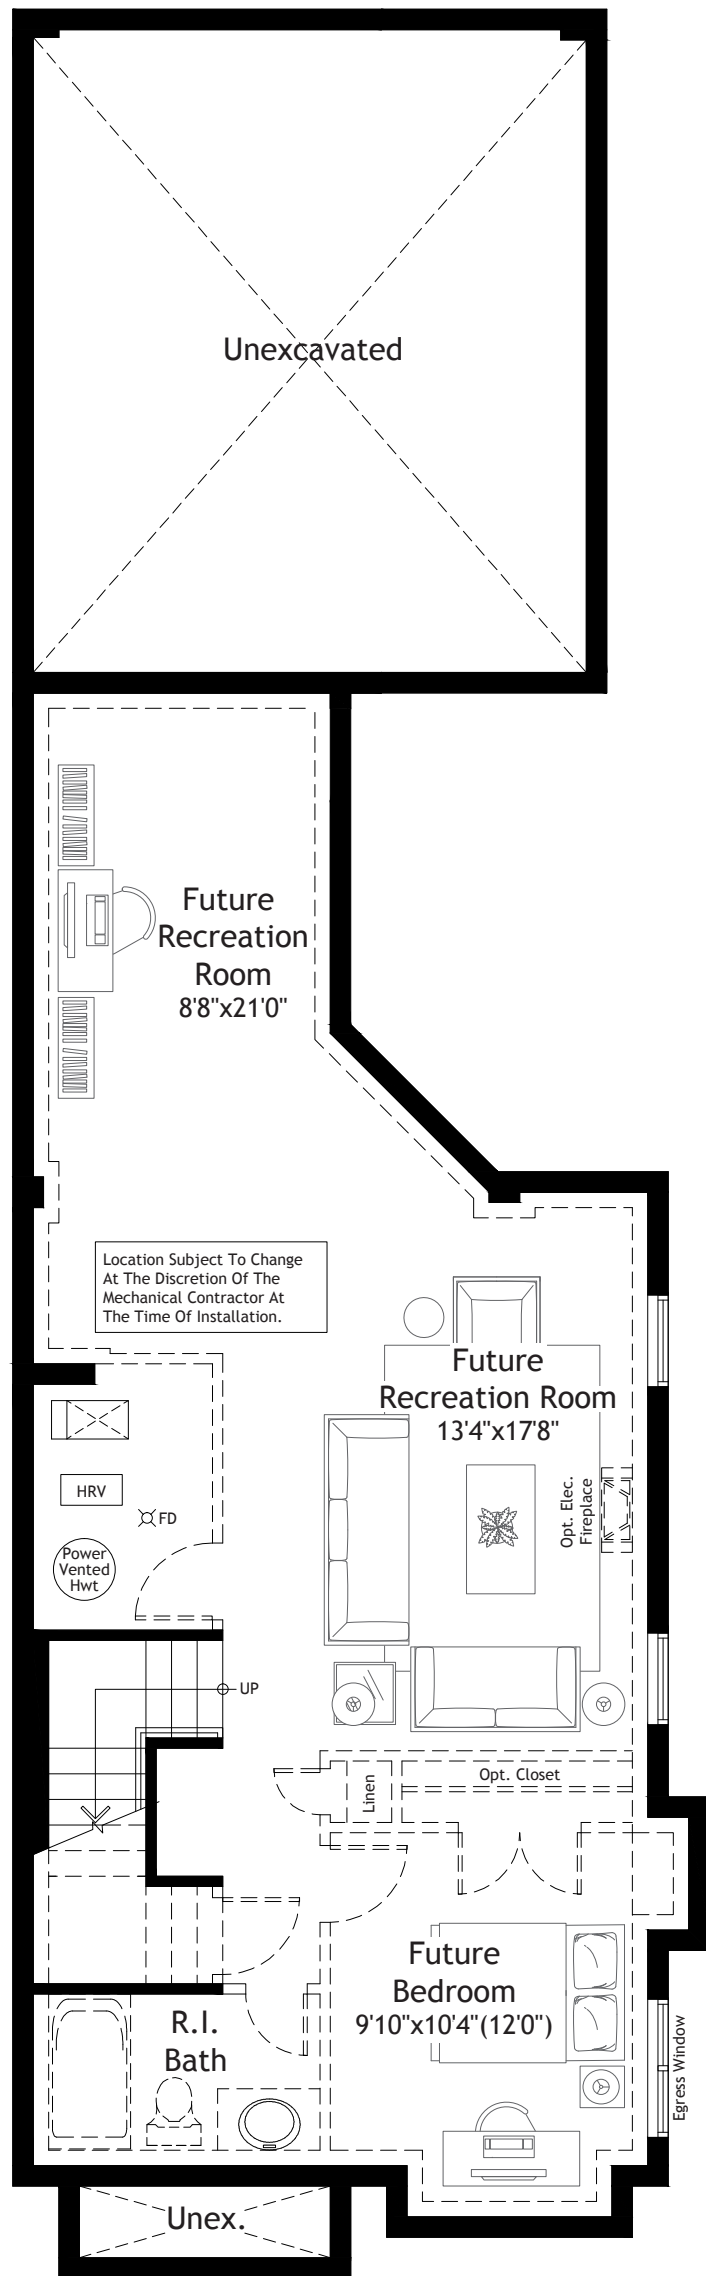 Unexcavated
Future
Recreation
Room
8'8"x21'0"
Location Subject To Change
At The Discretion Of The
Mechanical Contractor At
The Time Of Installation.
Future
Recreation Room
13'4"x17'8"
Opt. Elec.
Fireplace
HRV
FD
Power
Vented
Hwt
UP
Linen
Opt. Closet
Future
Bedroom
9'10"x10'4"(12'0")
R.I.
Bath
Egress Window
Unex.